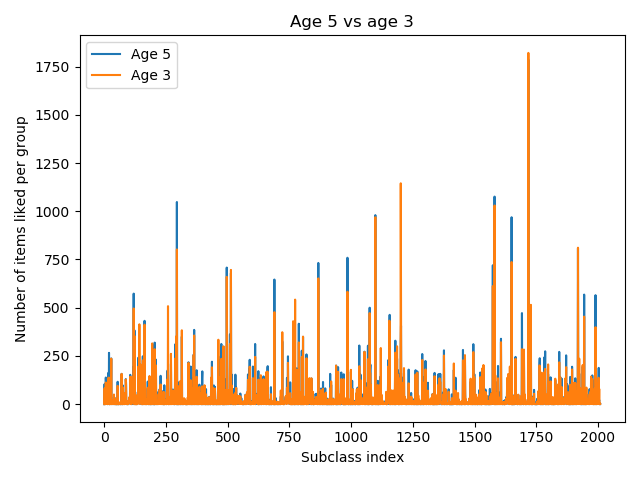 Age 5 vs age 3
Age 5
Age 3
Number of items liked per group
1750
1500
1250
1000
750
500
250
0
0 250 500 750 1000 1250 1500 1750 2000
Subclass index